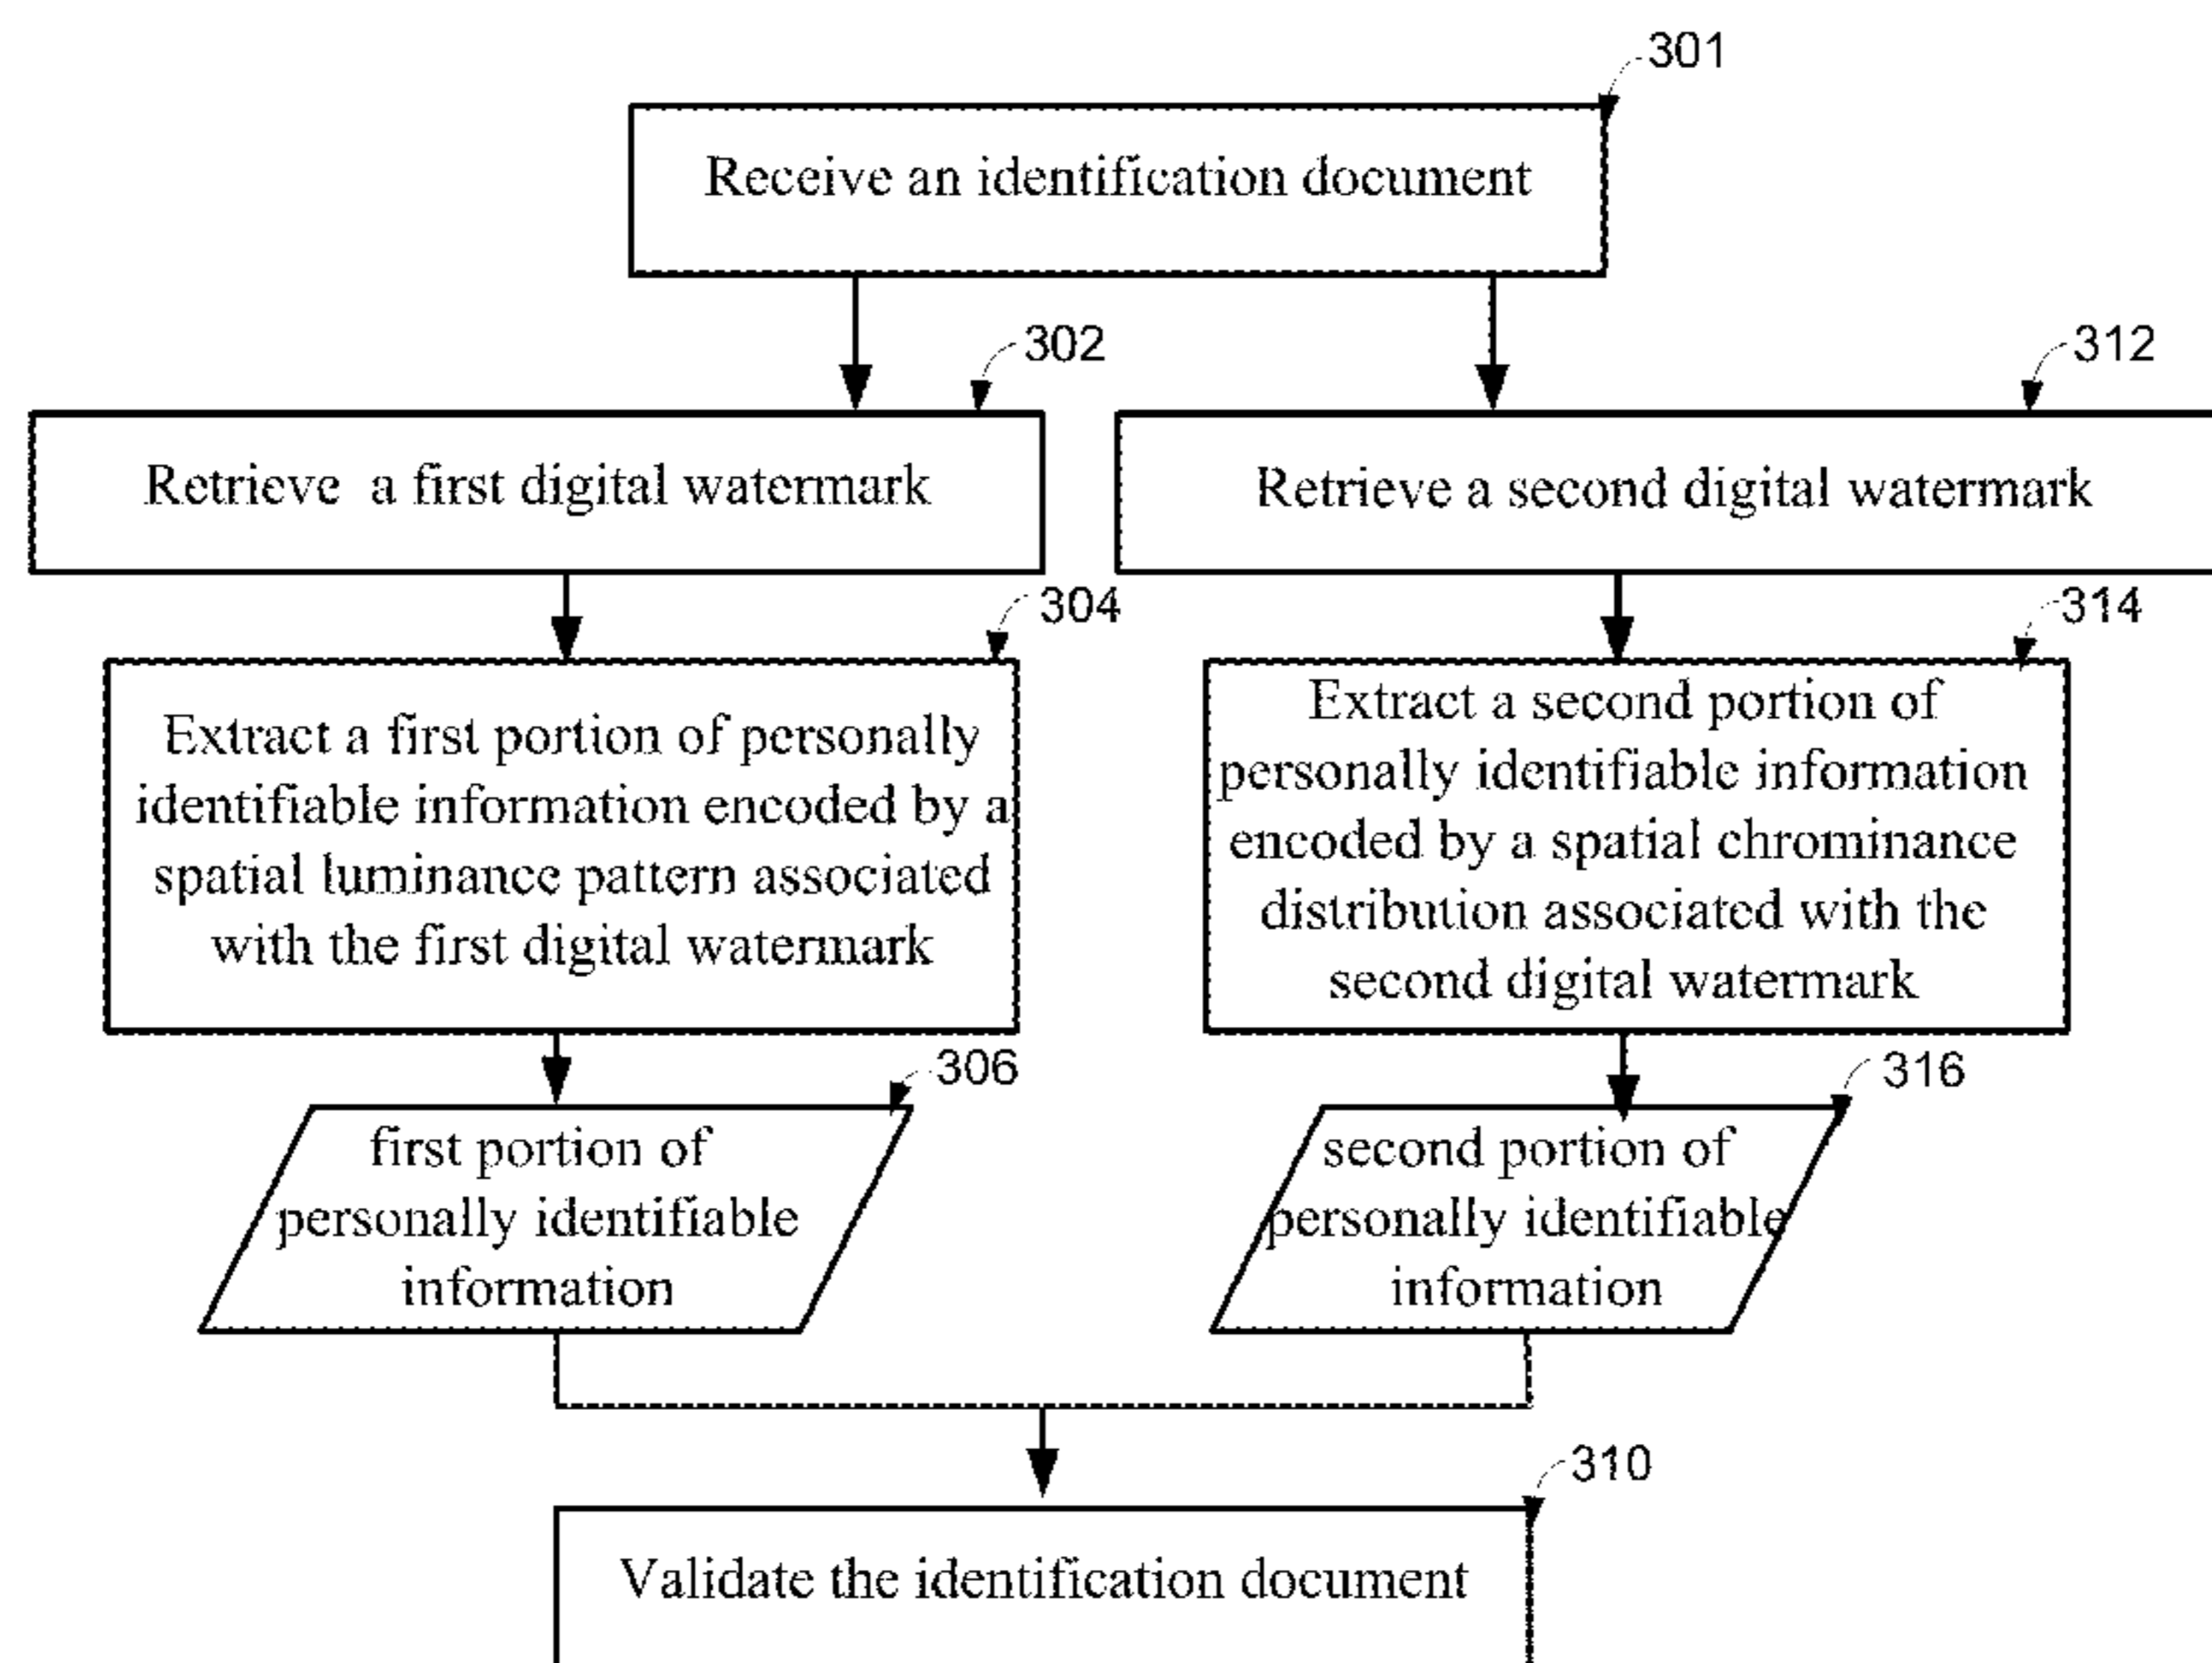 301
Receive an identification document
302
312
Retrieve a first digital watermark
Retrieve a second digital watermark
304
314
Extract a first portion of personally
identifiable information encoded by a
spatial luminance pattern associated
with the first digital watermark
Extract a second portion of
personally identifiable information
encoded by a spatial chrominance
distribution associated with the
second digital watermark
306
316
first portion of
personally identifiable
information
second portion of
personally identifiable
information
310
Validate the identification document